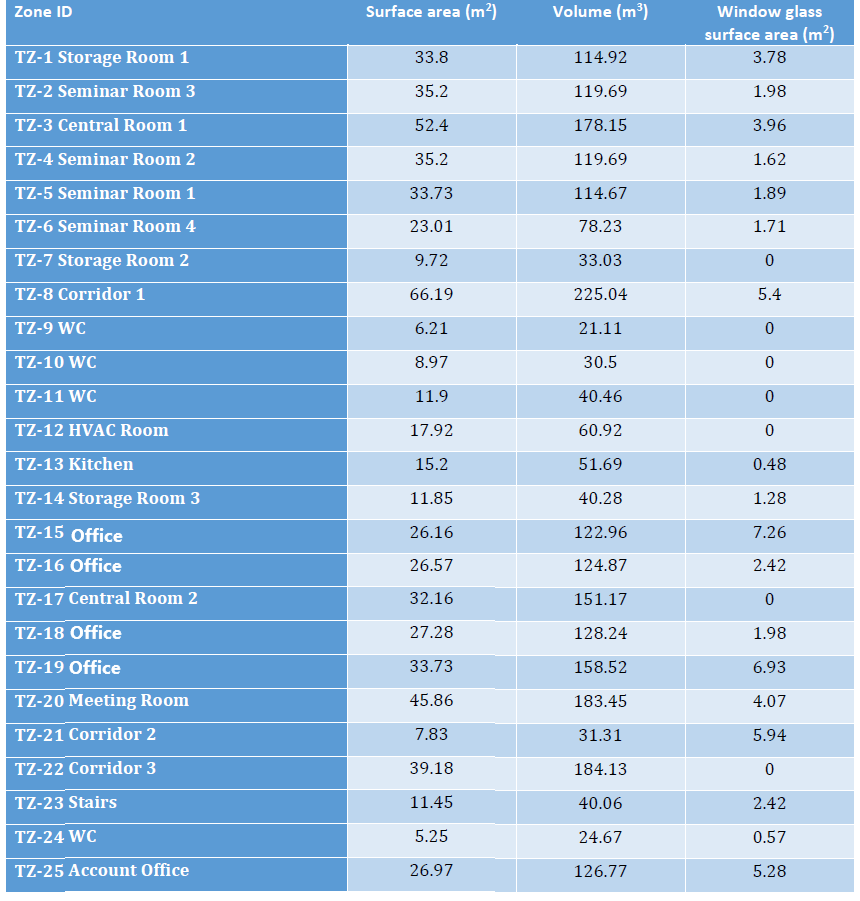 Zone ID Surface area (m²) Volume (m³) Window glass
surface area (m²)
TZ-1 Storage Room 1 33.8 114.92 3.78
TZ-2 Seminar Room 3 35.2 119.69 1.98
TZ-3 Central Room 1 52.4 178.15 3.96
TZ-4 Seminar Room 2 35.2 119.69 1.62
TZ-5 Seminar Room 1 33.73 114.67 1.89
TZ-6 Seminar Room 4 23.01 78.23 1.71
TZ-7 Storage Room 2 9.72 33.03 0
TZ-8 Corridor 1 66.19 225.04 5.4
TZ-9 WC 6.21 21.11 0
TZ-10 WC 8.97 30.5 0
TZ-11 WC 11.9 40.46 0
TZ-12 HVAC Room 17.92 60.92 0
TZ-13 Kitchen 15.2 51.69 0.48
TZ-14 Storage Room 3 11.85 40.28 1.28
TZ-15 Office 26.16 122.96 7.26
TZ-16 Office 26.57 124.87 2.42
TZ-17 Central Room 2 32.16 151.17 0
TZ-18 Office 27.28 128.24 1.98
TZ-19 Office 33.73 158.52 6.93
TZ-20 Meeting Room 45.86 183.45 4.07
TZ-21 Corridor 2 7.83 31.31 5.94
TZ-22 Corridor 3 39.18 184.13 0
TZ-23 Stairs 11.45 40.06 2.42
TZ-24 WC 5.25 24.67 0.57
TZ-25 Account Office 26.97 126.77 5.28